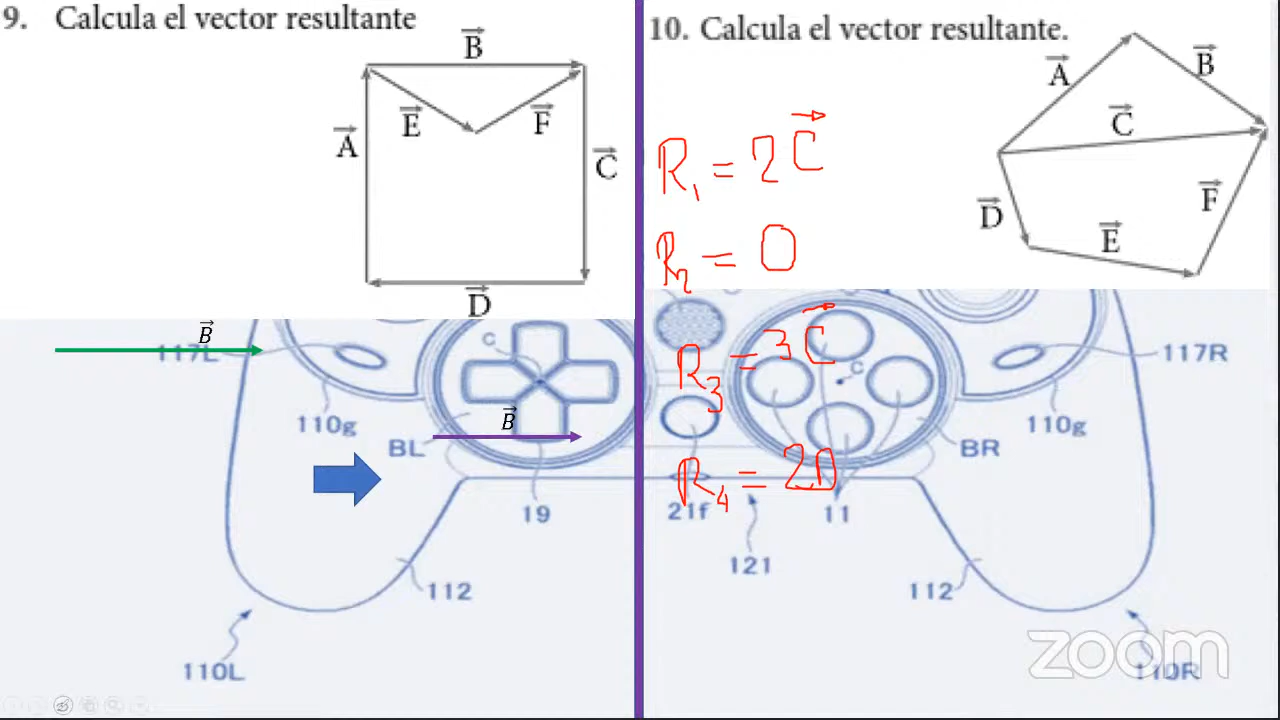 9. Calcula el vector resultante
B
A
E
F
C
D
B
B
117L
110g
C
BL
19
112
110L
10. Calcula el vector resultante.
A
B
C
D
E
F
R₁ = 2C
R₂ = 0
R₃ = 3C
R₄ = 2D
C
117R
110g
BR
21f
11
121
112
110R
zoom